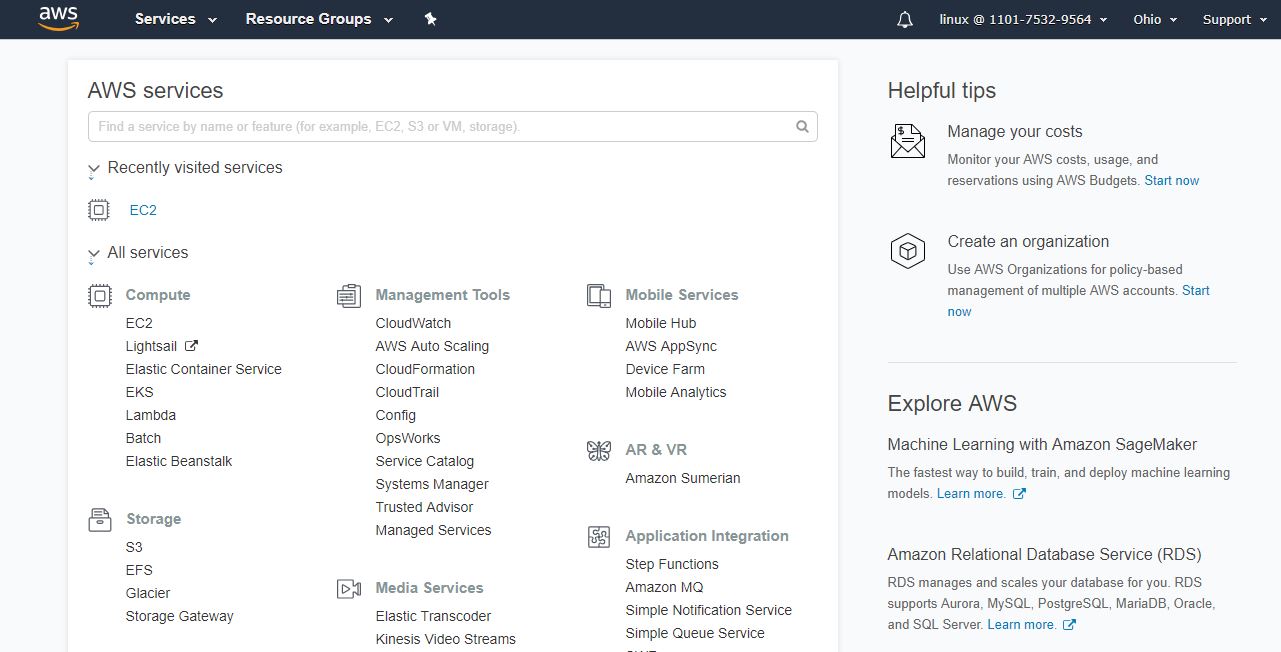 aws
Services
Resource Groups
linux @ 1101-7532-9564
Ohio
Support
AWS services
Find a service by name or feature (for example, EC2, S3 or VM, storage).
Recently visited services
EC2
All services
Compute
EC2
Lightsail
Elastic Container Service
EKS
Lambda
Batch
Elastic Beanstalk
Storage
S3
EFS
Glacier
Storage Gateway
Management Tools
CloudWatch
AWS Auto Scaling
CloudFormation
CloudTrail
Config
OpsWorks
Service Catalog
Systems Manager
Trusted Advisor
Managed Services
Media Services
Elastic Transcoder
Kinesis Video Streams
Mobile Services
Mobile Hub
AWS AppSync
Device Farm
Mobile Analytics
AR & VR
Amazon Sumerian
Application Integration
Step Functions
Amazon MQ
Simple Notification Service
Simple Queue Service
Helpful tips
Manage your costs
Monitor your AWS costs, usage, and
reservations using AWS Budgets. Start now
Create an organization
Use AWS Organizations for policy-based
management of multiple AWS accounts. Start
now
Explore AWS
Machine Learning with Amazon SageMaker
The fastest way to build, train, and deploy machine learning
models. Learn more.
Amazon Relational Database Service (RDS)
RDS manages and scales your database for you. RDS
supports Aurora, MySQL, PostgreSQL, MariaDB, Oracle,
and SQL Server. Learn more.